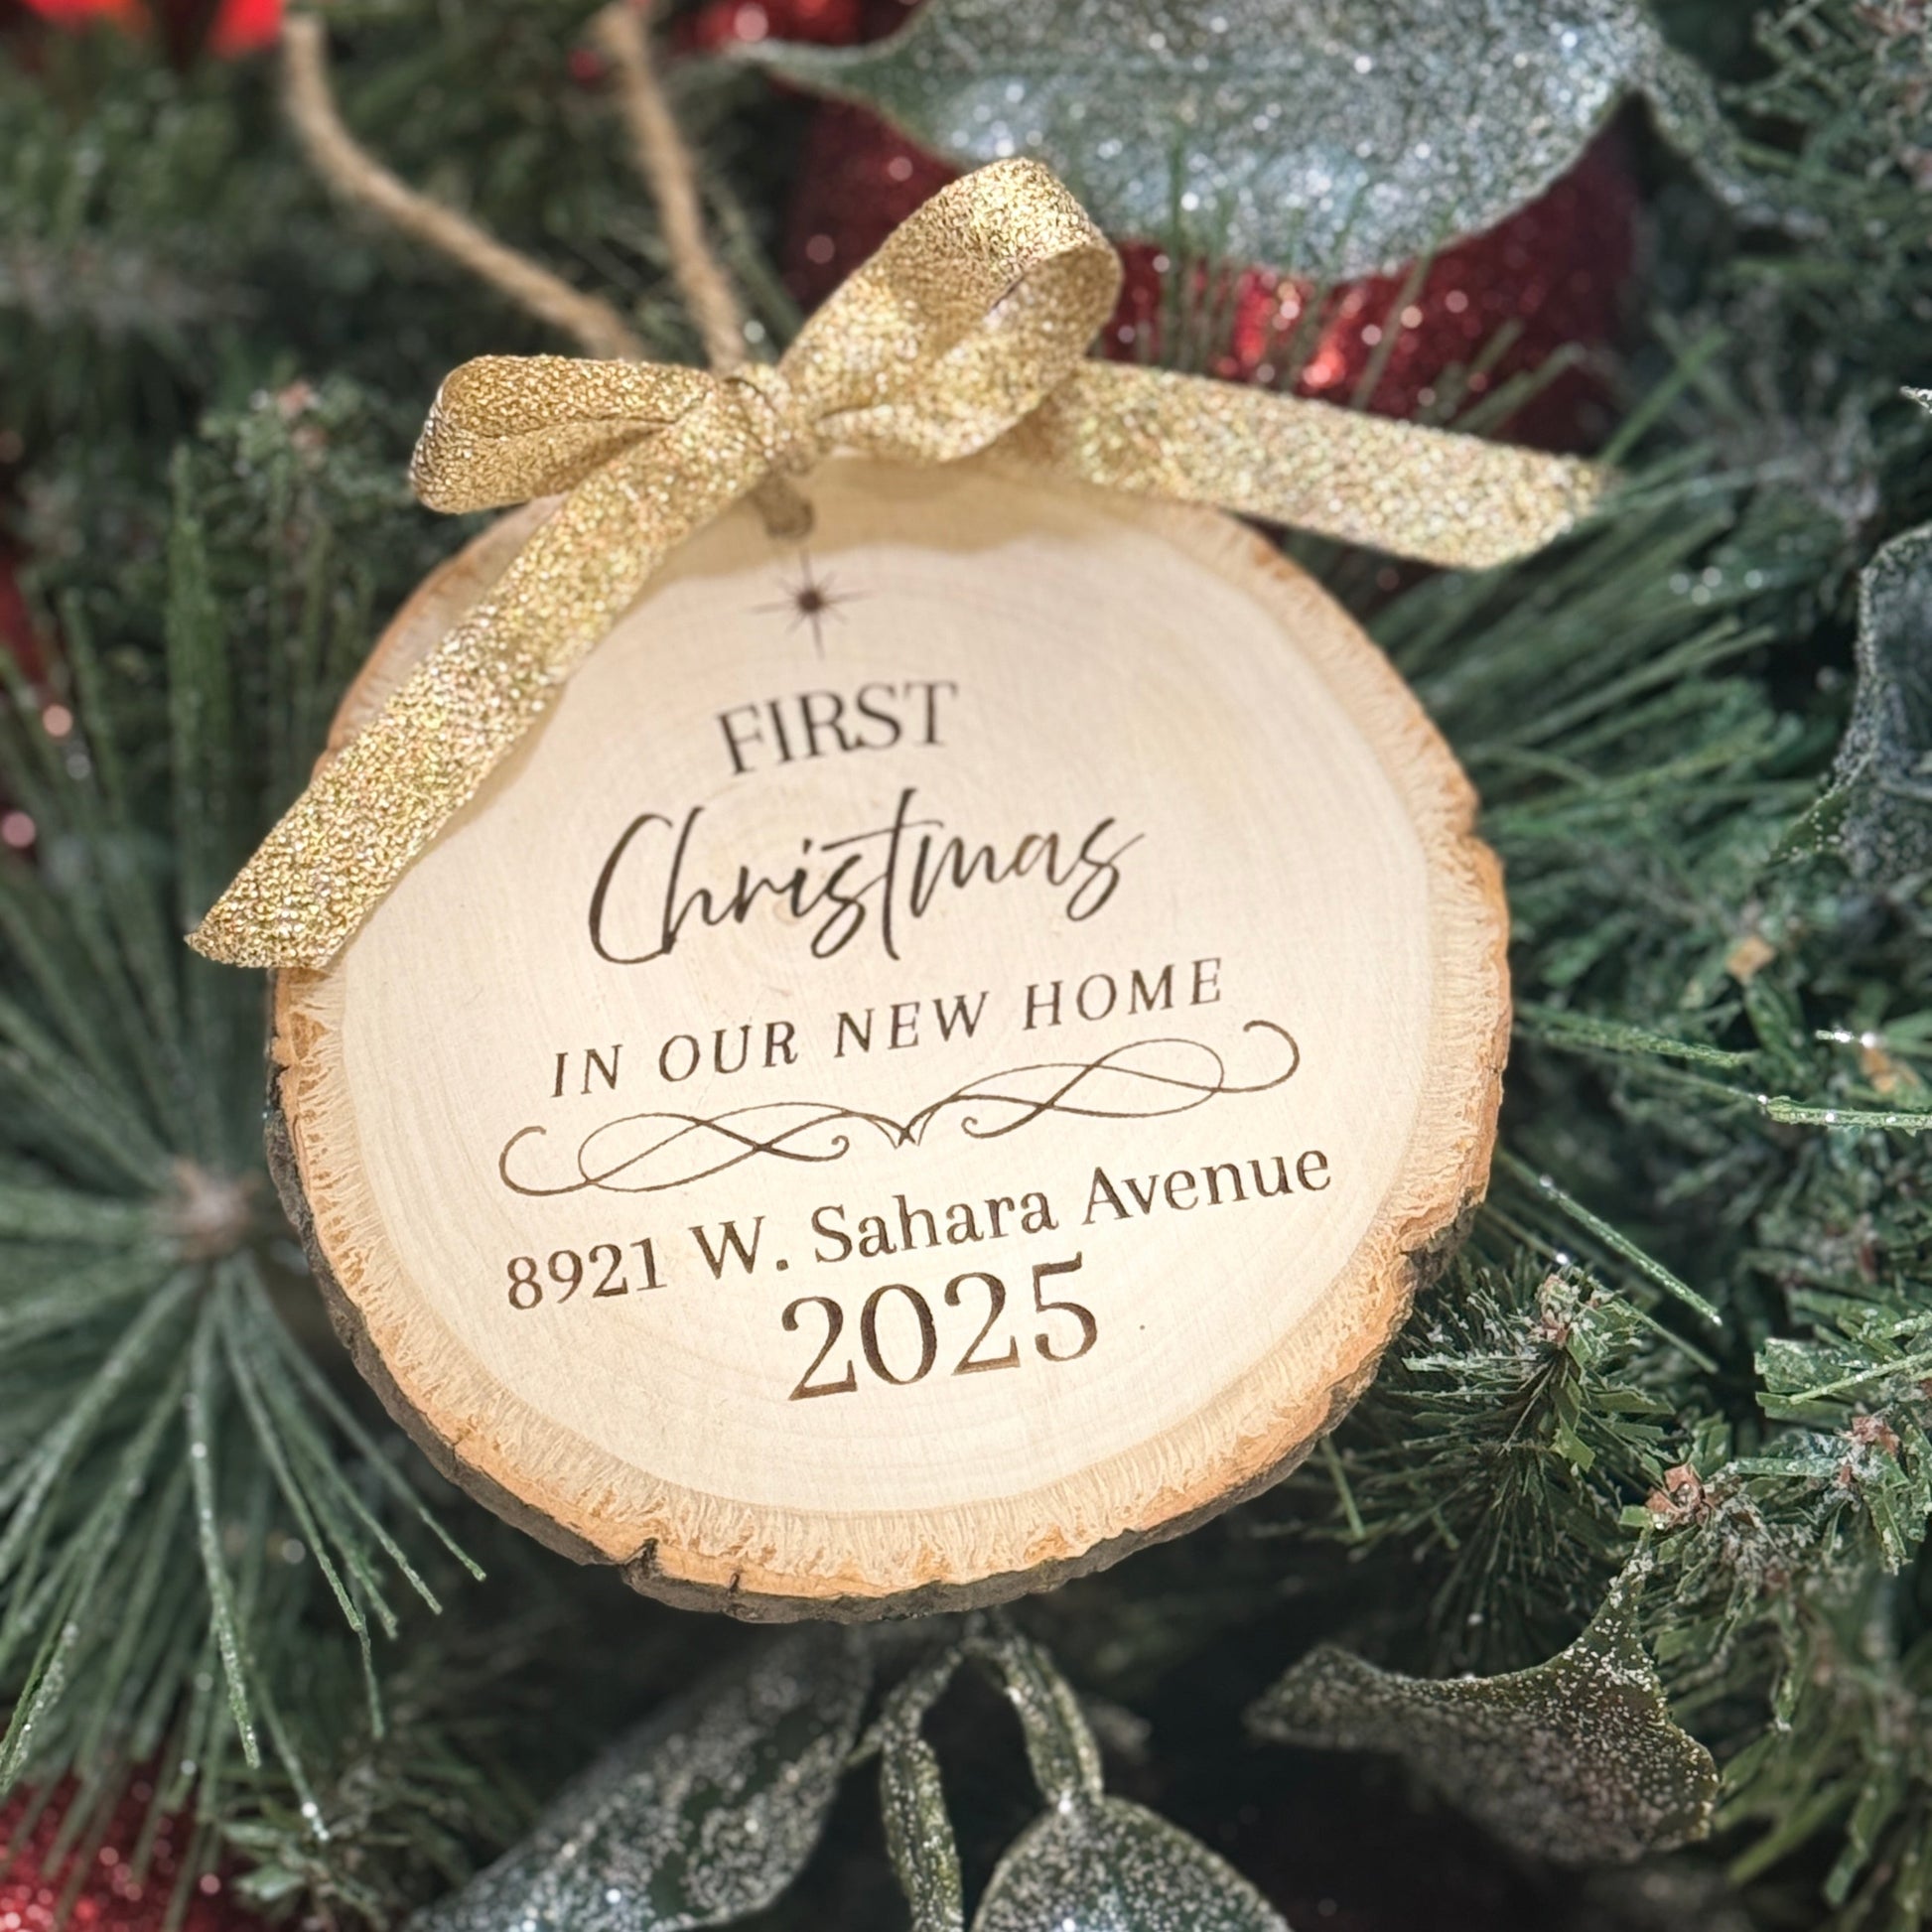 FIRST
Christmas
IN OUR NEW HOME
8921 W. Sahara Avenue
2025